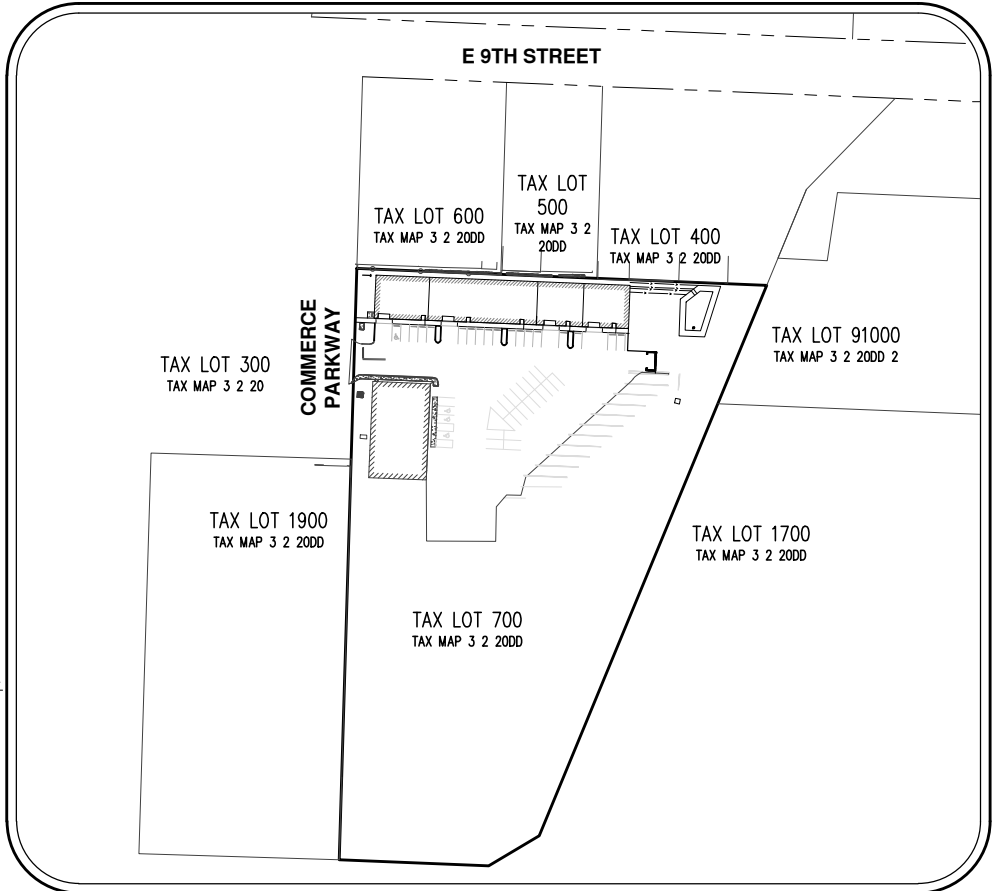 E 9TH STREET
TAX LOT 600
TAX MAP 3 2 20DD
TAX LOT
500
TAX MAP 3 2
20DD
TAX LOT 400
TAX MAP 3 2 20DD
COMMERCE
PARKWAY
TAX LOT 300
TAX MAP 3 2 20
TAX LOT 91000
TAX MAP 3 2 20DD 2
TAX LOT 1900
TAX MAP 3 2 20DD
TAX LOT 1700
TAX MAP 3 2 20DD
TAX LOT 700
TAX MAP 3 2 20DD